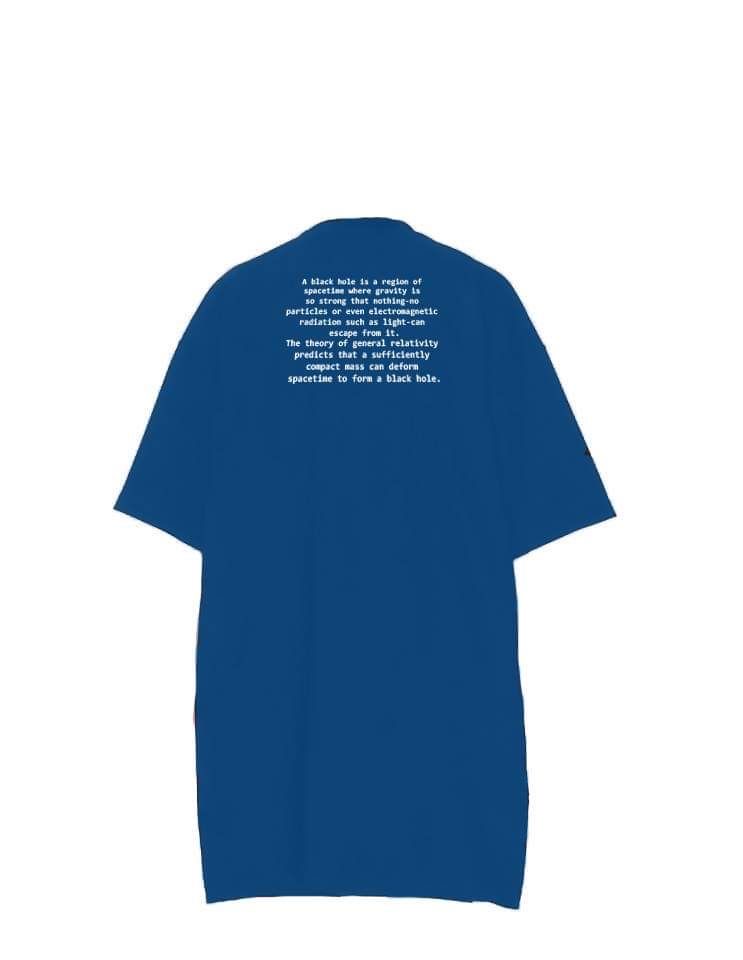 A black hole is a region of
spacetime where gravity is
so strong that nothing-no
particles or even electromagnetic
radiation such as light-can
escape from it.
The theory of general relativity
predicts that a sufficiently
compact mass can deform
spacetime to form a black hole.